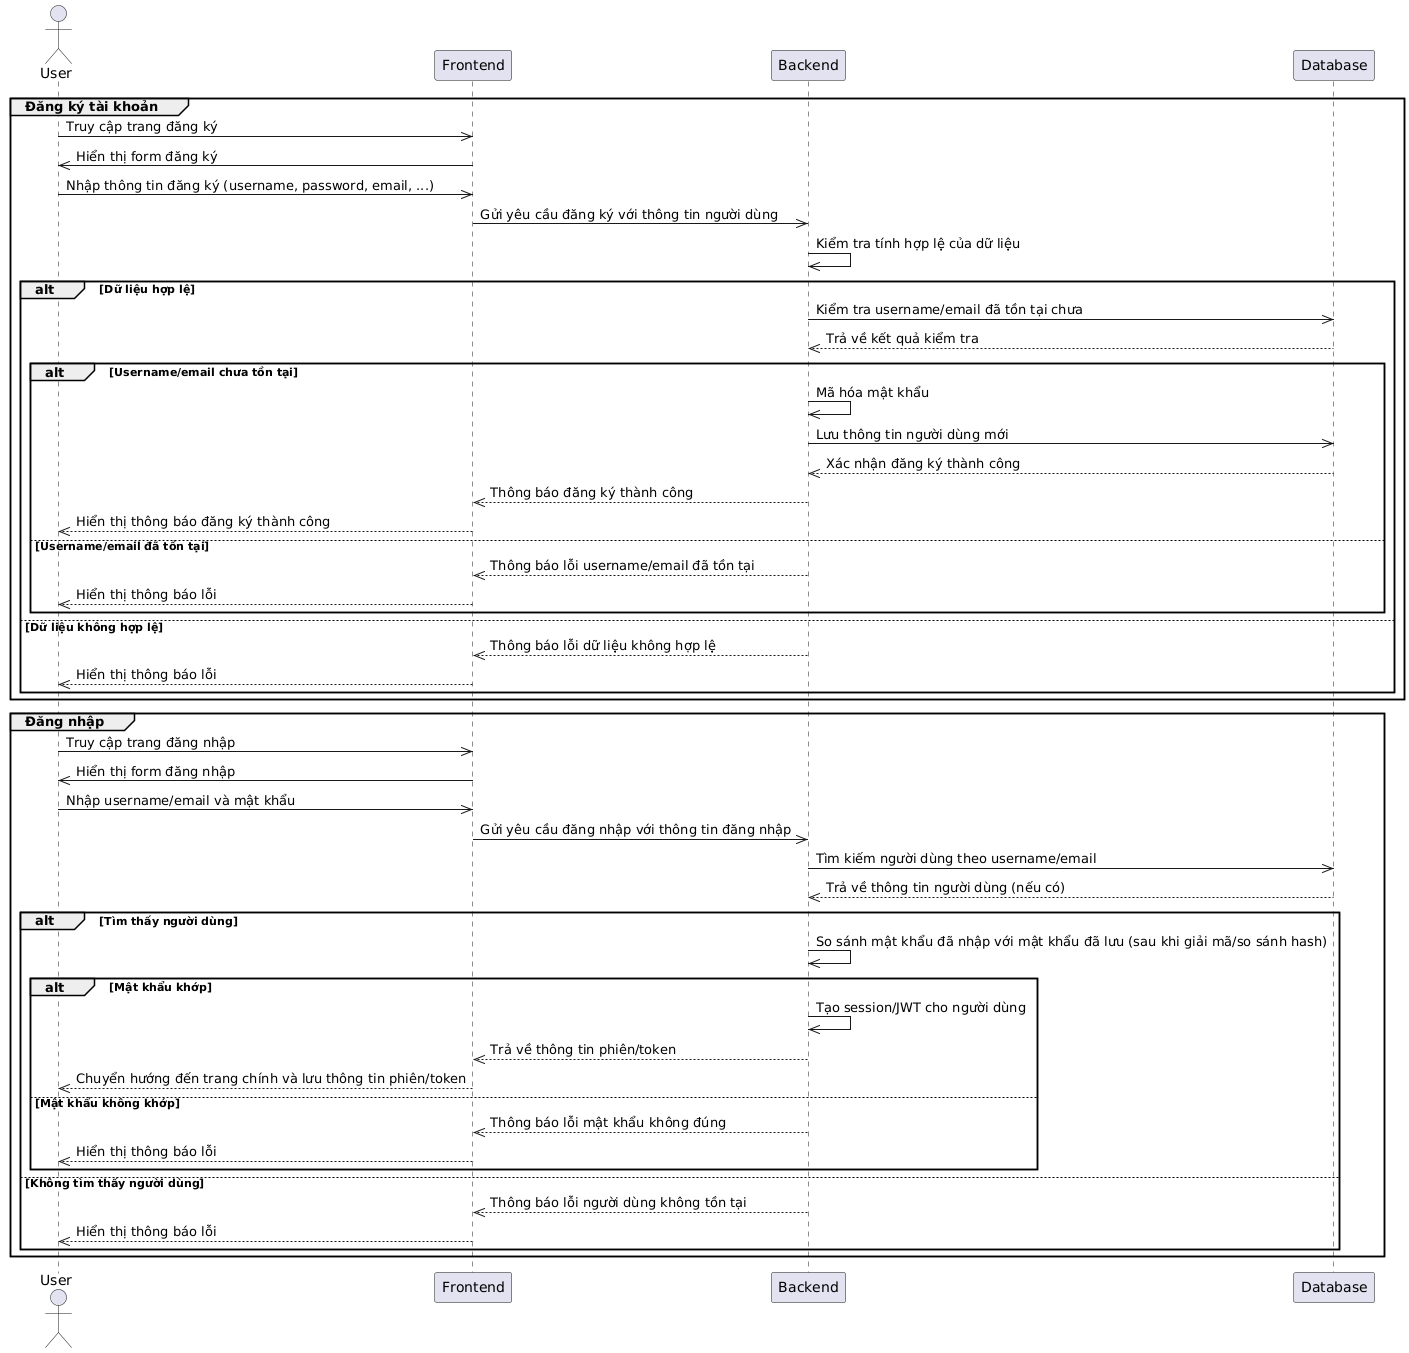 User
Frontend
Backend
Database
Đăng ký tài khoản
Truy cập trang đăng ký
Hiển thị form đăng ký
Nhập thông tin đăng ký (username, password, email, ...)
Gửi yêu cầu đăng ký với thông tin người dùng
Kiểm tra tính hợp lệ của dữ liệu
alt [Dữ liệu hợp lệ]
Kiểm tra username/email đã tồn tại chưa
Trả về kết quả kiểm tra
alt [Username/email chưa tồn tại]
Mã hóa mật khẩu
Lưu thông tin người dùng mới
Xác nhận đăng ký thành công
Thông báo đăng ký thành công
Hiển thị thông báo đăng ký thành công
[Username/email đã tồn tại]
Thông báo lỗi username/email đã tồn tại
Hiển thị thông báo lỗi
[Dữ liệu không hợp lệ]
Thông báo lỗi dữ liệu không hợp lệ
Hiển thị thông báo lỗi
Đăng nhập
Truy cập trang đăng nhập
Hiển thị form đăng nhập
Nhập username/email và mật khẩu
Gửi yêu cầu đăng nhập với thông tin đăng nhập
Tìm kiếm người dùng theo username/email
Trả về thông tin người dùng (nếu có)
alt [Tìm thấy người dùng]
So sánh mật khẩu đã nhập với mật khẩu đã lưu (sau khi giải mã/so sánh hash)
alt [Mật khẩu khớp]
Tạo session/JWT cho người dùng
Trả về thông tin phiên/token
Chuyển hướng đến trang chính và lưu thông tin phiên/token
[Mật khẩu không khớp]
Thông báo lỗi mật khẩu không đúng
Hiển thị thông báo lỗi
[Không tìm thấy người dùng]
Thông báo lỗi người dùng không tồn tại
Hiển thị thông báo lỗi
User
Frontend
Backend
Database